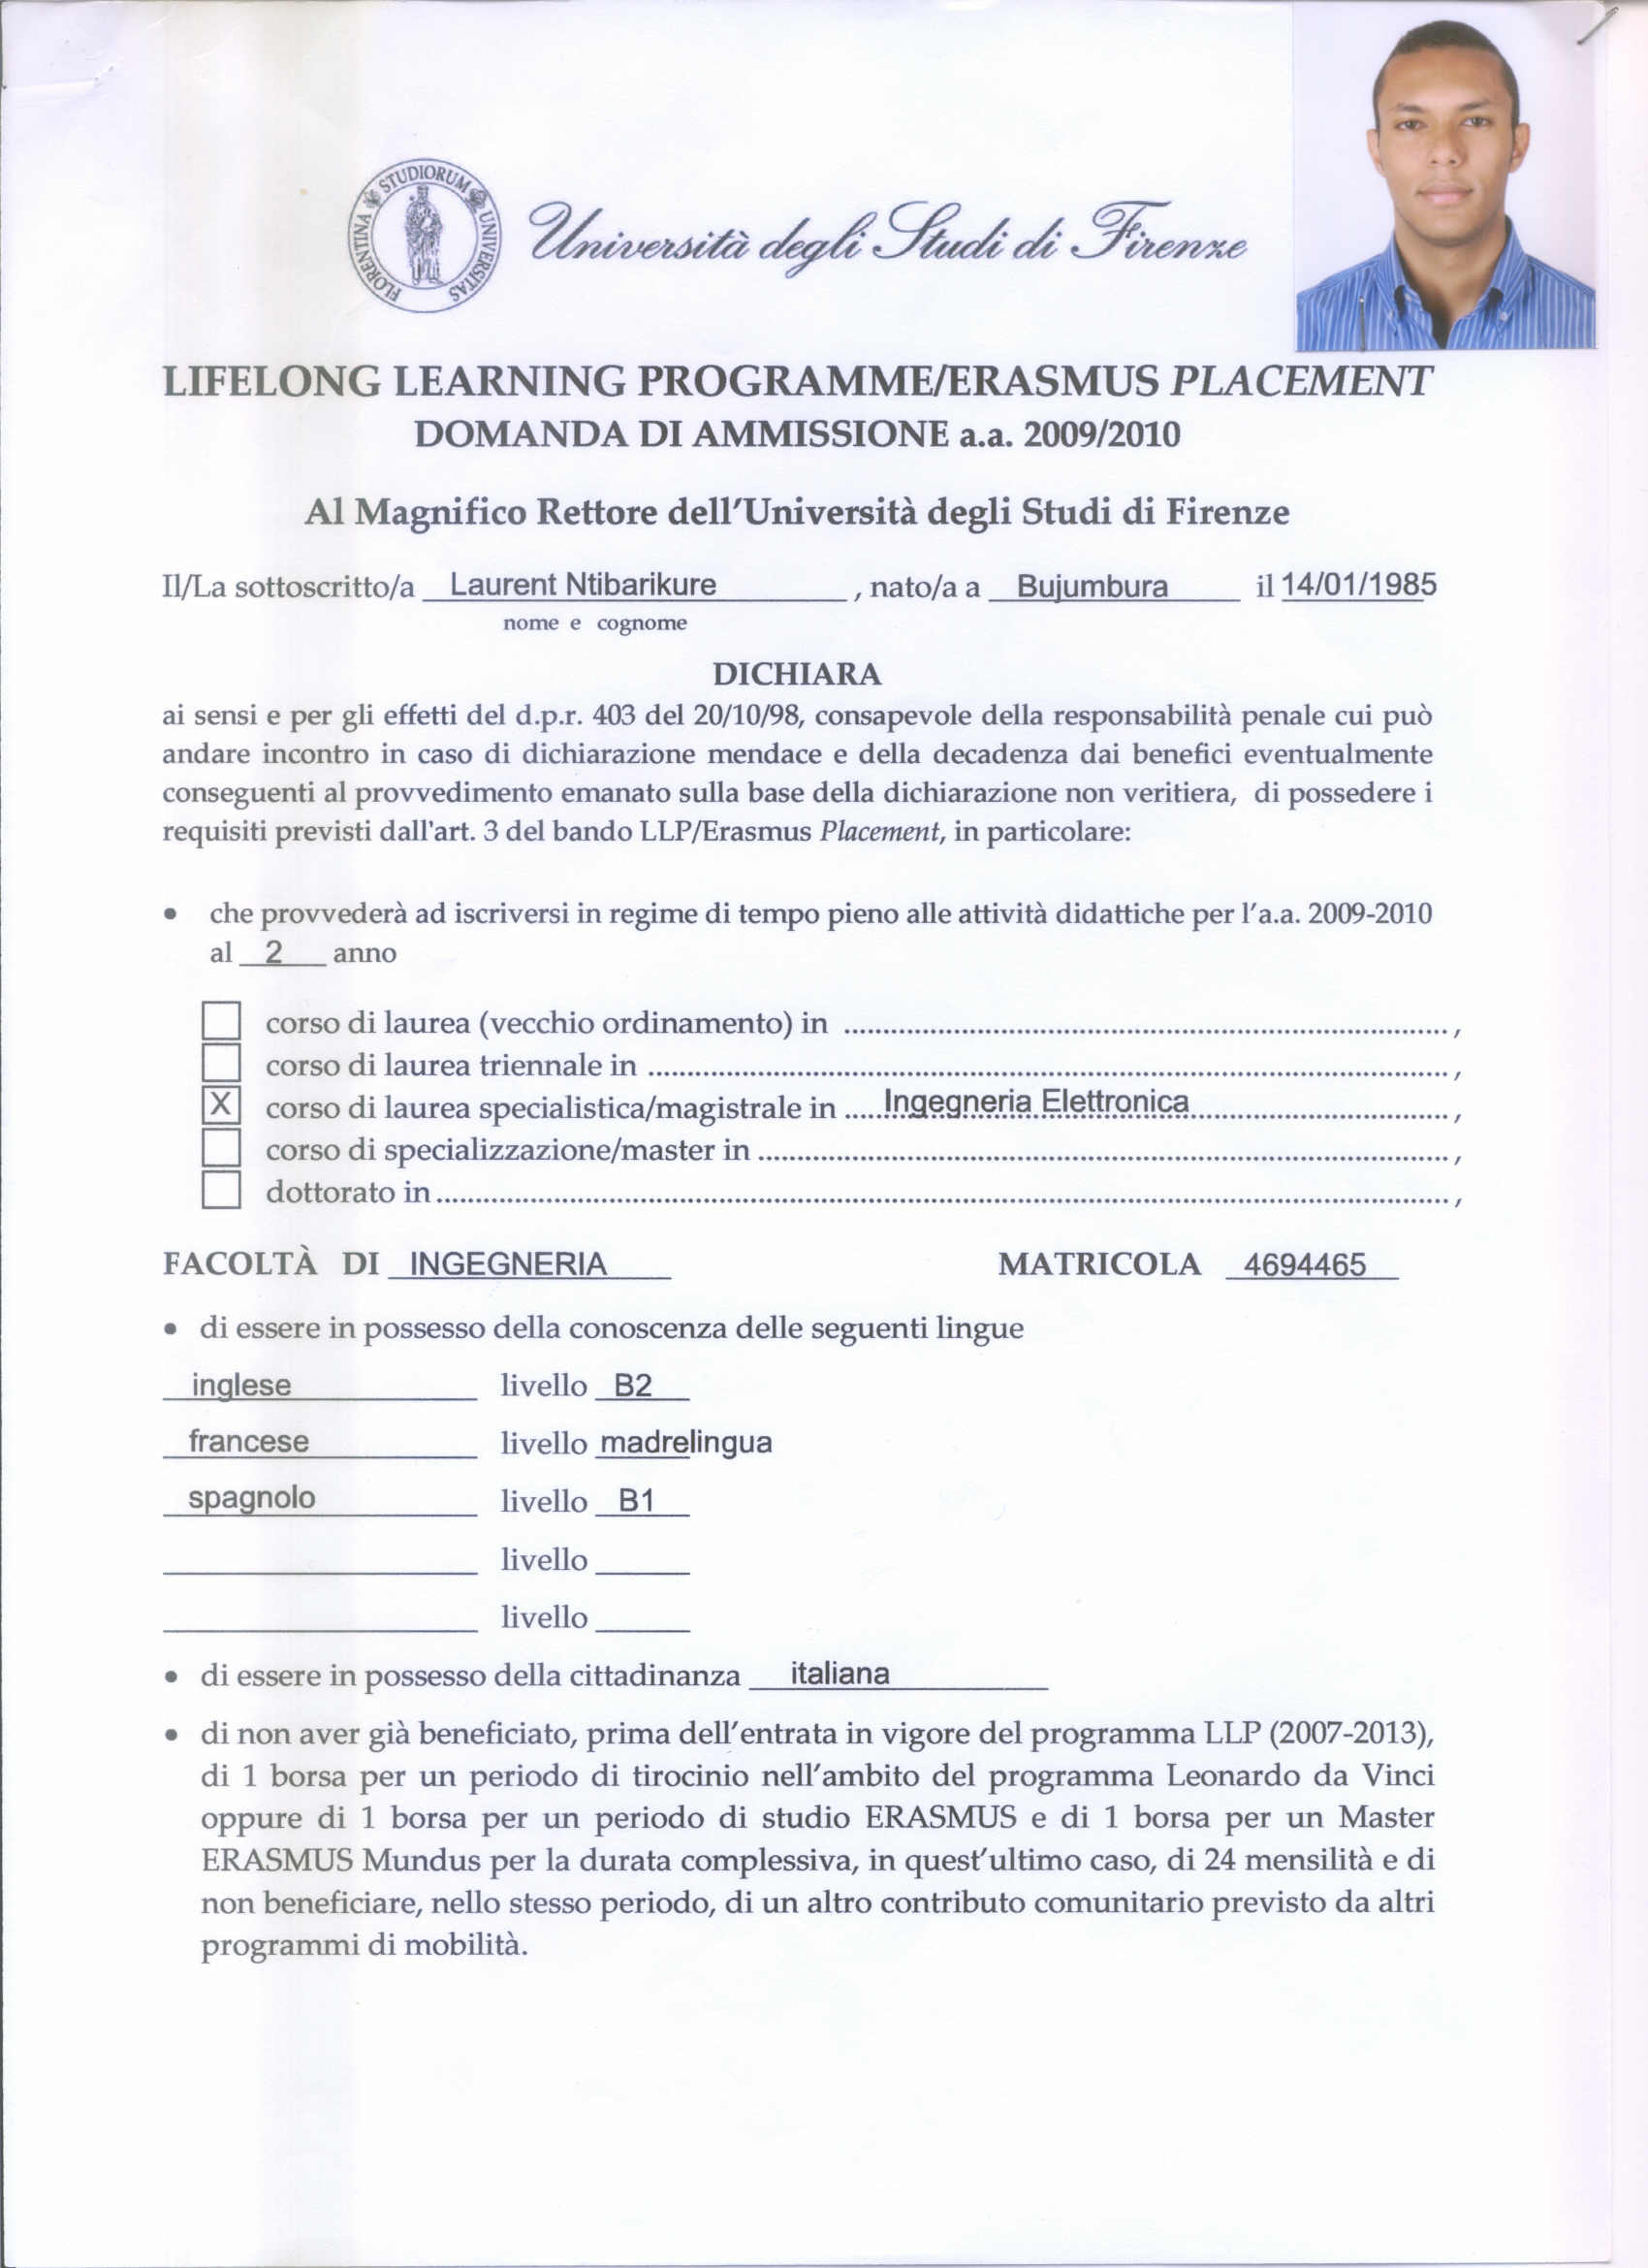 FLORENTINA STUDIORUM UNIVERSITAS
Università degli Studi di Firenze
LIFELONG LEARNING PROGRAMME/ERASMUS PLACEMENT
DOMANDA DI AMMISSIONE a.a. 2009/2010
Al Magnifico Rettore dell'Università degli Studi di Firenze
Il/La sottoscritto/a Laurent Ntibarikure , nato/a a Bujumbura il 14/01/1985
nome e cognome
DICHIARA
ai sensi e per gli effetti del d.p.r. 403 del 20/10/98, consapevole della responsabilità penale cui può
andare incontro in caso di dichiarazione mendace e della decadenza dai benefici eventualmente
conseguenti al provvedimento emanato sulla base della dichiarazione non veritiera, di possedere i
requisiti previsti dall'art. 3 del bando LLP/Erasmus Placement, in particolare:
• che provvederà ad iscriversi in regime di tempo pieno alle attività didattiche per l'a.a. 2009-2010
al 2 anno
corso di laurea (vecchio ordinamento) in ..........,
corso di laurea triennale in ..........,
X corso di laurea specialistica/magistrale in .....Ingegneria Elettronica..........,
corso di specializzazione/master in ..........,
dottorato in ..........,
FACOLTÀ DI INGEGNERIA MATRICOLA 4694465
• di essere in possesso della conoscenza delle seguenti lingue
inglese livello B2
francese livello madrelingua
spagnolo livello B1
livello
livello
• di essere in possesso della cittadinanza italiana
• di non aver già beneficiato, prima dell'entrata in vigore del programma LLP (2007-2013),
di 1 borsa per un periodo di tirocinio nell'ambito del programma Leonardo da Vinci
oppure di 1 borsa per un periodo di studio ERASMUS e di 1 borsa per un Master
ERASMUS Mundus per la durata complessiva, in quest'ultimo caso, di 24 mensilità e di
non beneficiare, nello stesso periodo, di un altro contributo comunitario previsto da altri
programmi di mobilità.